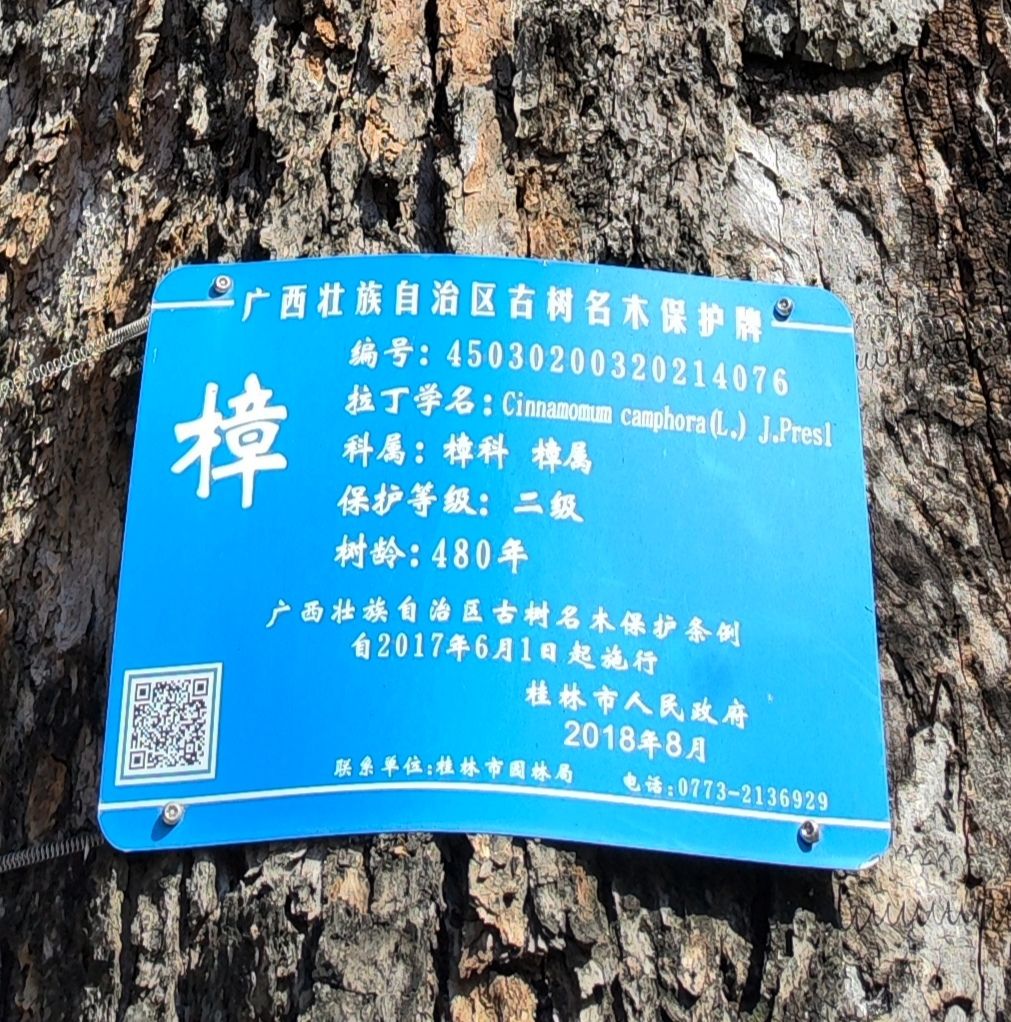 广西壮族自治区古树名木保护牌
编号：45030200320214076
樟
拉丁学名：Cinnamomum camphora(L.) J.Presl
科属：樟科 樟属
保护等级：二级
树龄：480年
广西壮族自治区古树名木保护条例
自2017年6月1日起施行
桂林市人民政府
2018年8月
联系单位：桂林市园林局 电话：0773-2136929